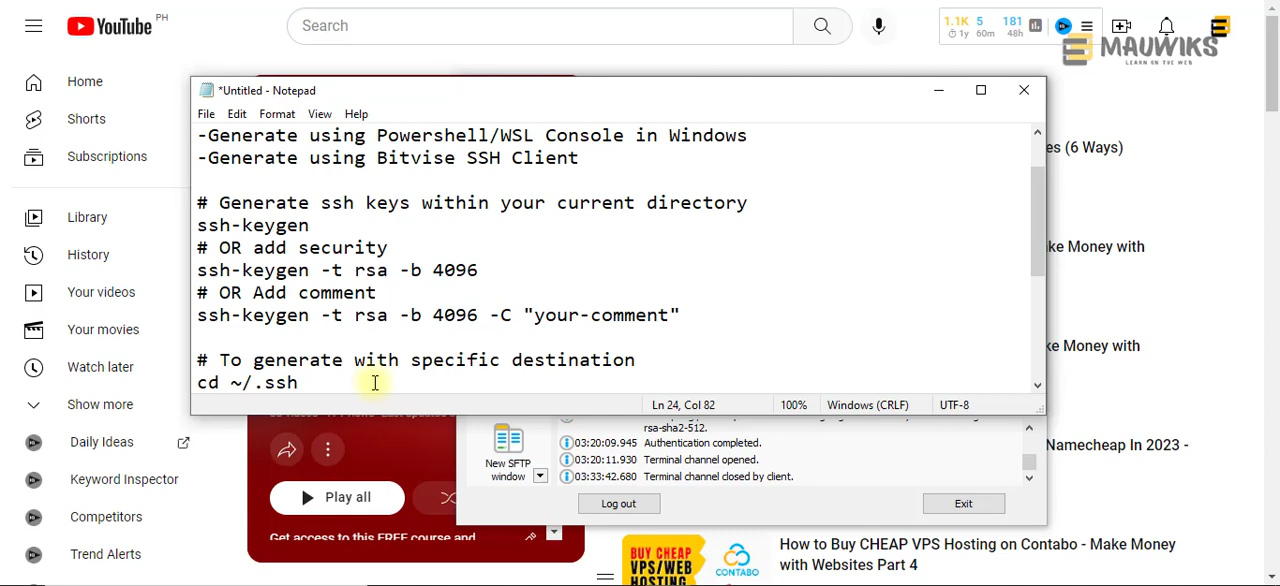 YouTube PH
Search
1.1K 5 181
1y 60m 48h
MAUWIKS
LEARN ON THE WEB
Home
Shorts
Subscriptions
Library
History
Your videos
Your movies
Watch later
Show more
Daily Ideas
Keyword Inspector
Competitors
Trend Alerts
*Untitled - Notepad
File Edit Format View Help
-Generate using Powershell/WSL Console in Windows
-Generate using Bitvise SSH Client
# Generate ssh keys within your current directory
ssh-keygen
# OR add security
ssh-keygen -t rsa -b 4096
# OR Add comment
ssh-keygen -t rsa -b 4096 -C "your-comment"
# To generate with specific destination
cd ~/.ssh
Ln 24, Col 82 100% Windows (CRLF) UTF-8
rsa-sha2-512.
03:20:09.945 Authentication completed.
03:20:11.930 Terminal channel opened.
03:33:42.680 Terminal channel closed by client.
New SFTP
window
Log out
Exit
Play all
Get access to this FREE course and
es (6 Ways)
ke Money with
ke Money with
Namecheap In 2023 -
BUY CHEAP
VPS/WEB
HOSTING
CONTABO
How to Buy CHEAP VPS Hosting on Contabo - Make Money
with Websites Part 4